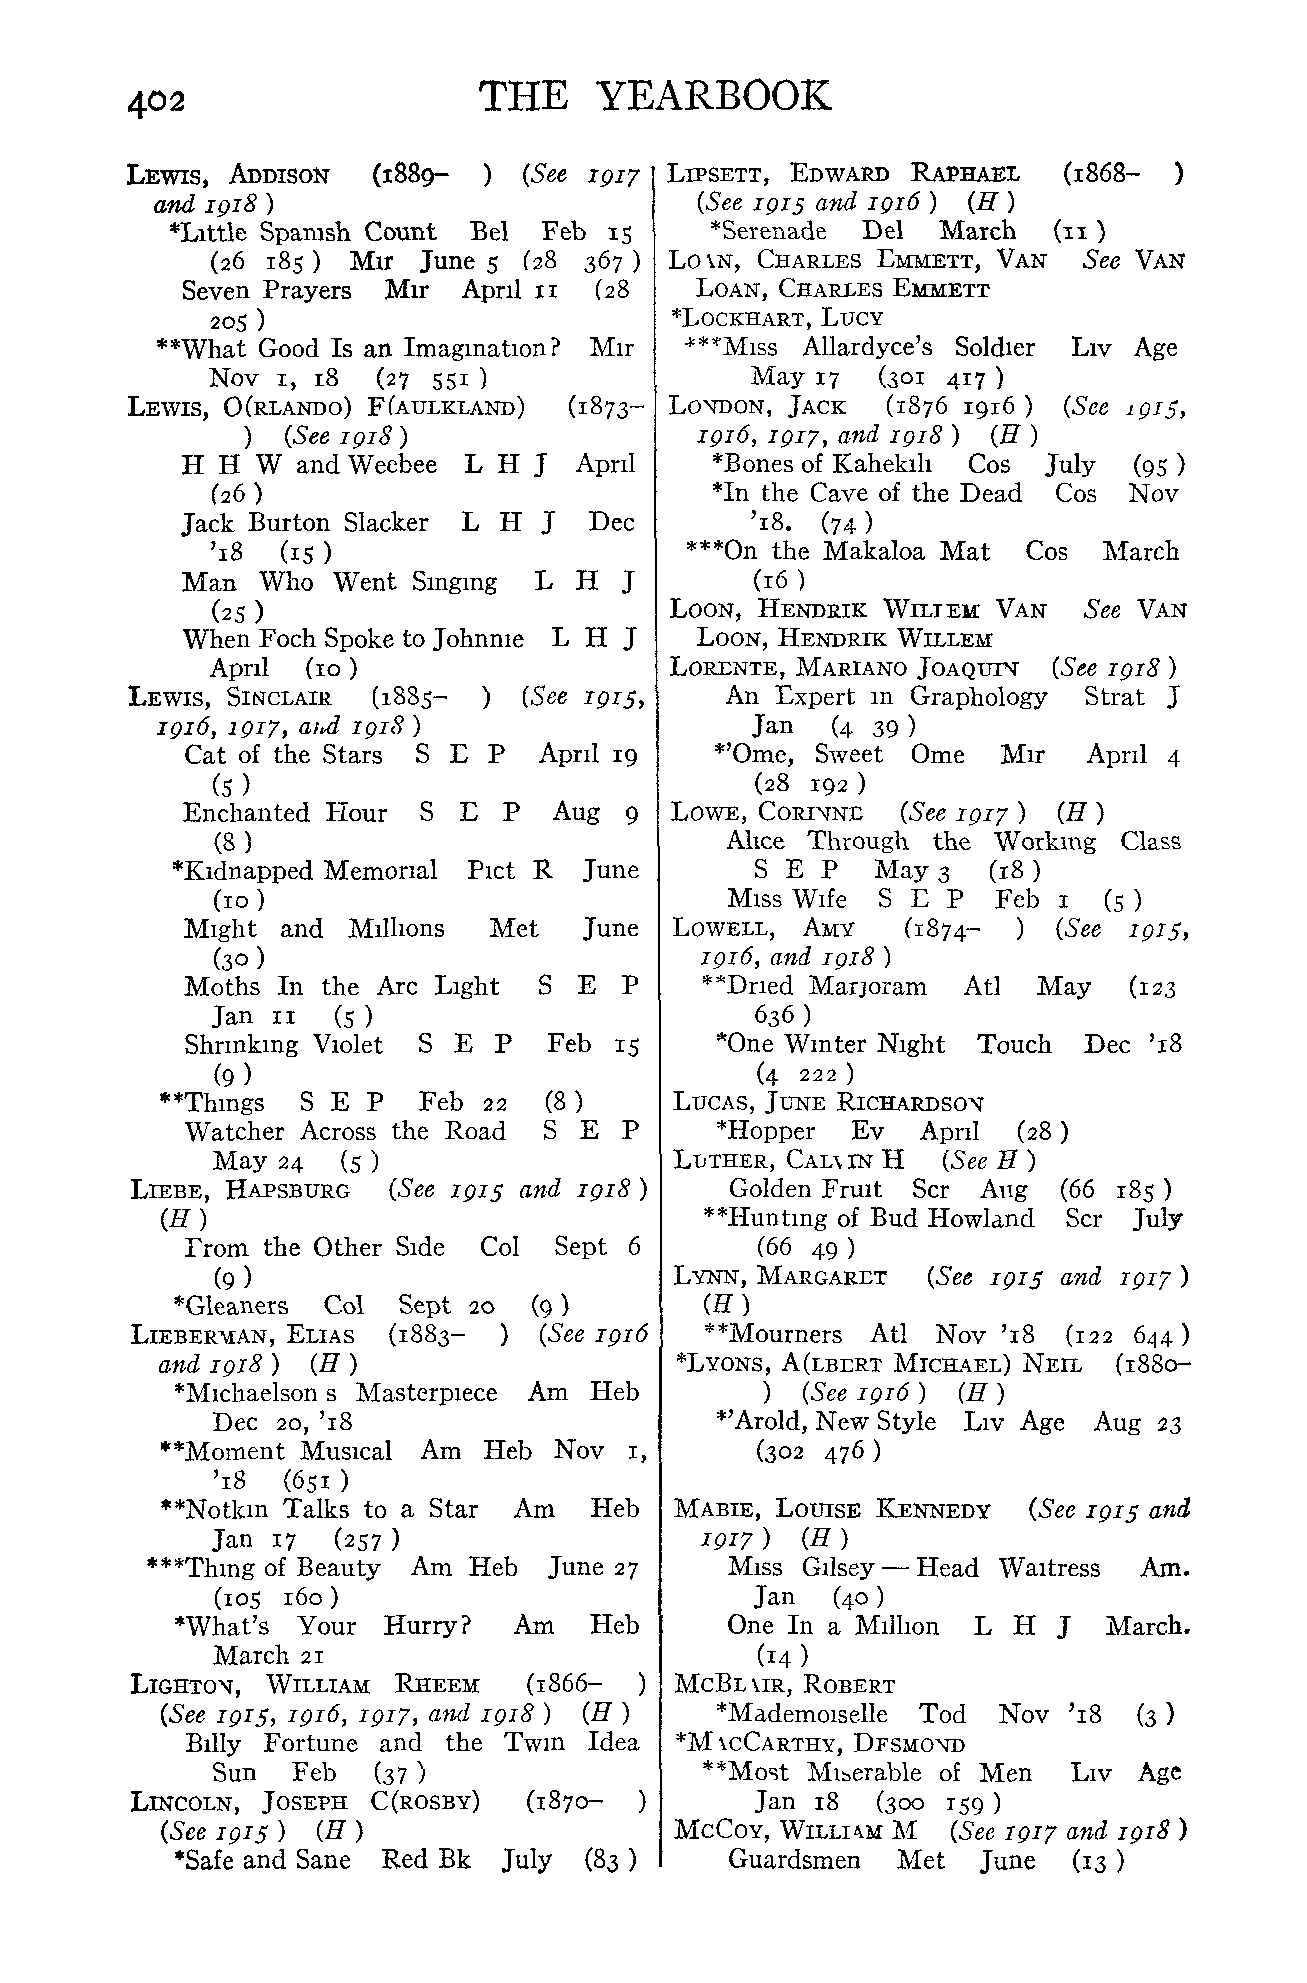 402 THE YEARBOOK
LEWIS, ADDISON (1889– ) (See 1917
and 1918 )
*Little Spanish Count Bel Feb 15
(26 185 ) Mir June 5 (28 367 )
Seven Prayers Mir April 11 (28
205 )
**What Good Is an Imagination? Mir
Nov 1, 18 (27 551 )
LEWIS, O(RLANDO) F(AULKLAND) (1873–
) (See 1918 )
H H W and Weebee L H J April
(26 )
Jack Burton Slacker L H J Dec
’18 (15 )
Man Who Went Singing L H J
(25 )
When Foch Spoke to Johnnie L H J
April (10 )
LEWIS, SINCLAIR (1885– ) (See 1915,
1916, 1917, and 1918 )
Cat of the Stars S E P April 19
(5 )
Enchanted Hour S E P Aug 9
(8 )
*Kidnapped Memorial Pict R June
(10 )
Might and Millions Met June
(30 )
Moths In the Arc Light S E P
Jan 11 (5 )
Shrinking Violet S E P Feb 15
(9 )
**Things S E P Feb 22 (8 )
Watcher Across the Road S E P
May 24 (5 )
LIEBE, HAPSBURG (See 1915 and 1918 )
(H )
From the Other Side Col Sept 6
(9 )
*Gleaners Col Sept 20 (9 )
LIEBERMAN, ELIAS (1883– ) (See 1916
and 1918 ) (H )
*Michaelson s Masterpiece Am Heb
Dec 20, ’18
**Moment Musical Am Heb Nov 1,
’18 (651 )
**Notkin Talks to a Star Am Heb
Jan 17 (257 )
***Thing of Beauty Am Heb June 27
(105 160 )
*What’s Your Hurry? Am Heb
March 21
LIGHTON, WILLIAM RHEEM (1866– )
(See 1915, 1916, 1917, and 1918 ) (H )
Billy Fortune and the Twin Idea
Sun Feb (37 )
LINCOLN, JOSEPH C(ROSBY) (1870– )
(See 1915 ) (H )
*Safe and Sane Red Bk July (83 )
LIPSETT, EDWARD RAPHAEL (1868– )
(See 1915 and 1916 ) (H )
*Serenade Del March (11 )
LOAN, CHARLES EMMETT, VAN See VAN
LOAN, CHARLES EMMETT
*LOCKHART, LUCY
***Miss Allardyce’s Soldier Liv Age
May 17 (301 417 )
LONDON, JACK (1876 1916 ) (See 1915,
1916, 1917, and 1918 ) (H )
*Bones of Kahekili Cos July (95 )
*In the Cave of the Dead Cos Nov
’18. (74 )
***On the Makaloa Mat Cos March
(16 )
LOON, HENDRIK WILLEM VAN See VAN
LOON, HENDRIK WILLEM
LORENTE, MARIANO JOAQUIN (See 1918 )
An Expert in Graphology Strat J
Jan (4 39 )
*’Ome, Sweet Ome Mir April 4
(28 192 )
LOWE, CORINNE (See 1917 ) (H )
Alice Through the Working Class
S E P May 3 (18 )
Miss Wife S E P Feb 1 (5 )
LOWELL, AMY (1874– ) (See 1915,
1916, and 1918 )
**Dried Marjoram Atl May (123
636 )
*One Winter Night Touch Dec ’18
(4 222 )
LUCAS, JUNE RICHARDSON
*Hopper Ev April (28 )
LUTHER, CALVIN H (See H )
Golden Fruit Scr Aug (66 185 )
**Hunting of Bud Howland Scr July
(66 49 )
LYNN, MARGARET (See 1915 and 1917 )
(H )
**Mourners Atl Nov ’18 (122 644 )
*LYONS, A(LBERT MICHAEL) NEIL (1880–
) (See 1916 ) (H )
*’Arold, New Style Liv Age Aug 23
(302 476 )
MABIE, LOUISE KENNEDY (See 1915 and
1917 ) (H )
Miss Gilsey — Head Waitress Am.
Jan (40 )
One In a Million L H J March.
(14 )
MCBLAIR, ROBERT
*Mademoiselle Tod Nov ’18 (3 )
*MACCARTHY, DESMOND
**Most Miserable of Men Liv Age
Jan 18 (300 159 )
MCCOY, WILLIAM M (See 1917 and 1918 )
Guardsmen Met June (13 )